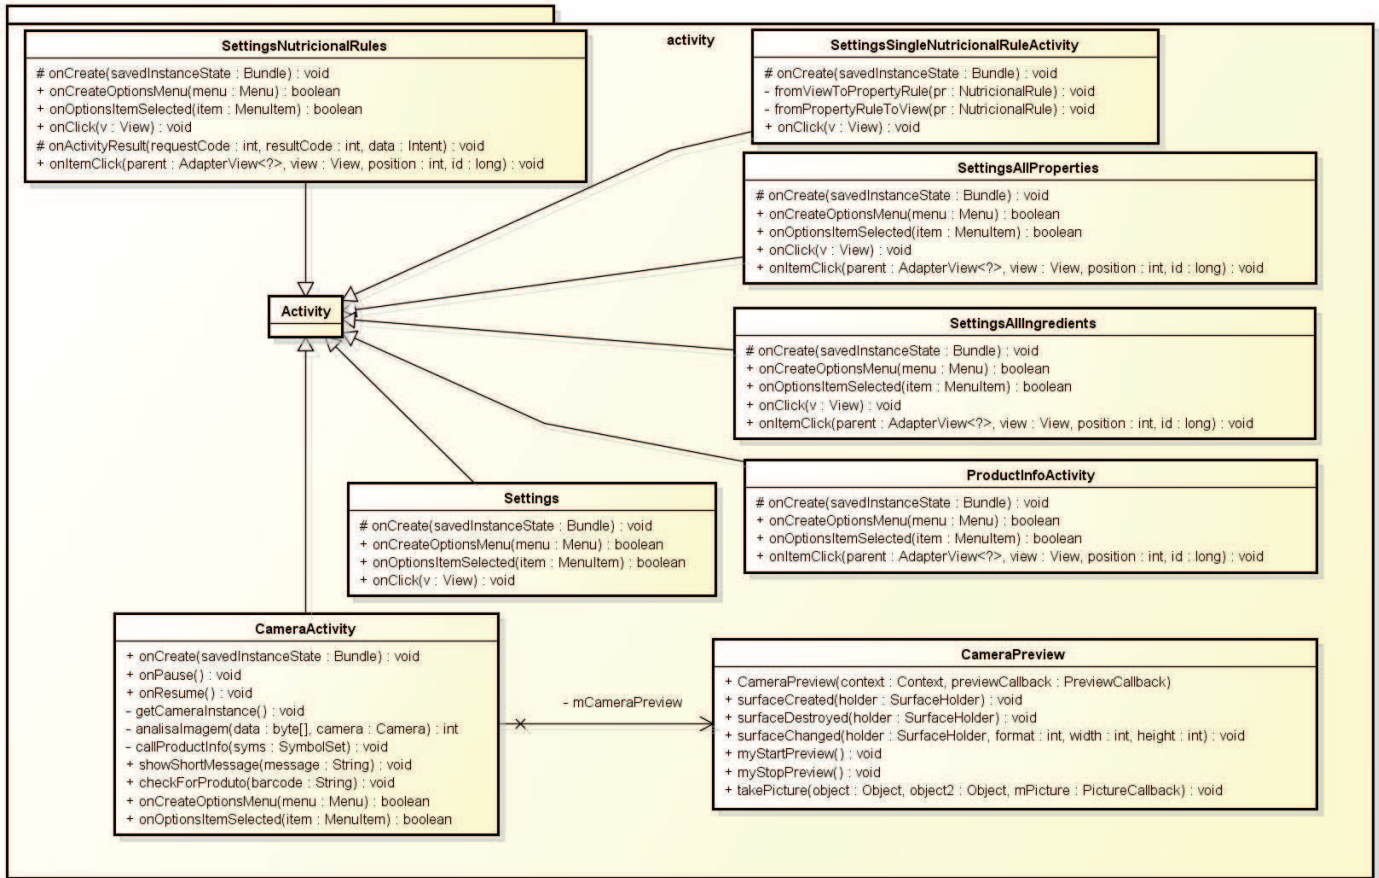 activity
SettingsNutricionalRules
# onCreate(savedInstanceState : Bundle) : void
+ onCreateOptionsMenu(menu : Menu) : boolean
+ onOptionsItemSelected(item : MenuItem) : boolean
+ onClick(v : View) : void
# onActivityResult(requestCode : int, resultCode : int, data : Intent) : void
+ onItemClick(parent : AdapterView<?>, view : View, position : int, id : long) : void
SettingsSingleNutricionalRuleActivity
# onCreate(savedInstanceState : Bundle) : void
- fromViewToPropertyRule(pr : NutricionalRule) : void
- fromPropertyRuleToView(pr : NutricionalRule) : void
+ onClick(v : View) : void
SettingsAllProperties
# onCreate(savedInstanceState : Bundle) : void
+ onCreateOptionsMenu(menu : Menu) : boolean
+ onOptionsItemSelected(item : MenuItem) : boolean
+ onClick(v : View) : void
+ onItemClick(parent : AdapterView<?>, view : View, position : int, id : long) : void
Activity
SettingsAllIngredients
# onCreate(savedInstanceState : Bundle) : void
+ onCreateOptionsMenu(menu : Menu) : boolean
+ onOptionsItemSelected(item : MenuItem) : boolean
+ onClick(v : View) : void
+ onItemClick(parent : AdapterView<?>, view : View, position : int, id : long) : void
ProductInfoActivity
# onCreate(savedInstanceState : Bundle) : void
+ onCreateOptionsMenu(menu : Menu) : boolean
+ onOptionsItemSelected(item : MenuItem) : boolean
+ onItemClick(parent : AdapterView<?>, view : View, position : int, id : long) : void
Settings
# onCreate(savedInstanceState : Bundle) : void
+ onCreateOptionsMenu(menu : Menu) : boolean
+ onOptionsItemSelected(item : MenuItem) : boolean
+ onClick(v : View) : void
CameraActivity
+ onCreate(savedInstanceState : Bundle) : void
+ onPause() : void
+ onResume() : void
- getCameraInstance() : void
- analisaImagem(data : byte[], camera : Camera) : int
- callProductInfo(syms : SymbolSet) : void
+ showShortMessage(message : String) : void
+ checkForProduto(barcode : String) : void
+ onCreateOptionsMenu(menu : Menu) : boolean
+ onOptionsItemSelected(item : MenuItem) : boolean
- mCameraPreview
CameraPreview
+ CameraPreview(context : Context, previewCallback : PreviewCallback)
+ surfaceCreated(holder : SurfaceHolder) : void
+ surfaceDestroyed(holder : SurfaceHolder) : void
+ surfaceChanged(holder : SurfaceHolder, format : int, width : int, height : int) : void
+ myStartPreview() : void
+ myStopPreview() : void
+ takePicture(object : Object, object2 : Object, mPicture : PictureCallback) : void